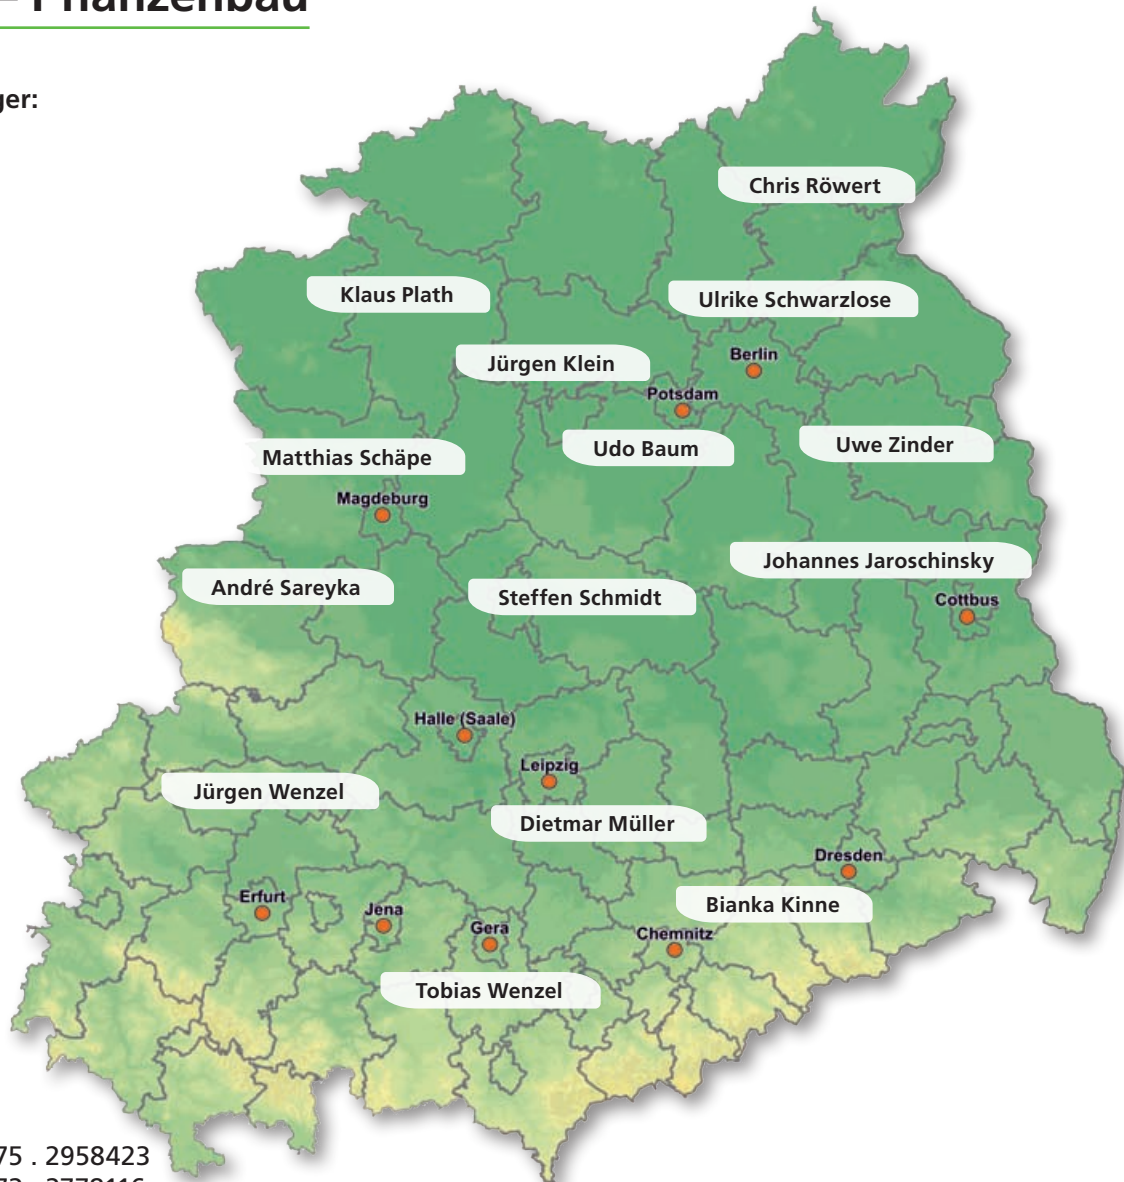 – Pflanzenbau
ger:
Chris Röwert
Klaus Plath
Ulrike Schwarzlose
Jürgen Klein
Berlin
Potsdam
Udo Baum
Uwe Zinder
Matthias Schäpe
Magdeburg
Johannes Jaroschinsky
André Sareyka
Steffen Schmidt
Cottbus
Halle (Saale)
Leipzig
Jürgen Wenzel
Dietmar Müller
Dresden
Erfurt
Jena
Bianka Kinne
Gera
Chemnitz
Tobias Wenzel
75 . 2958423